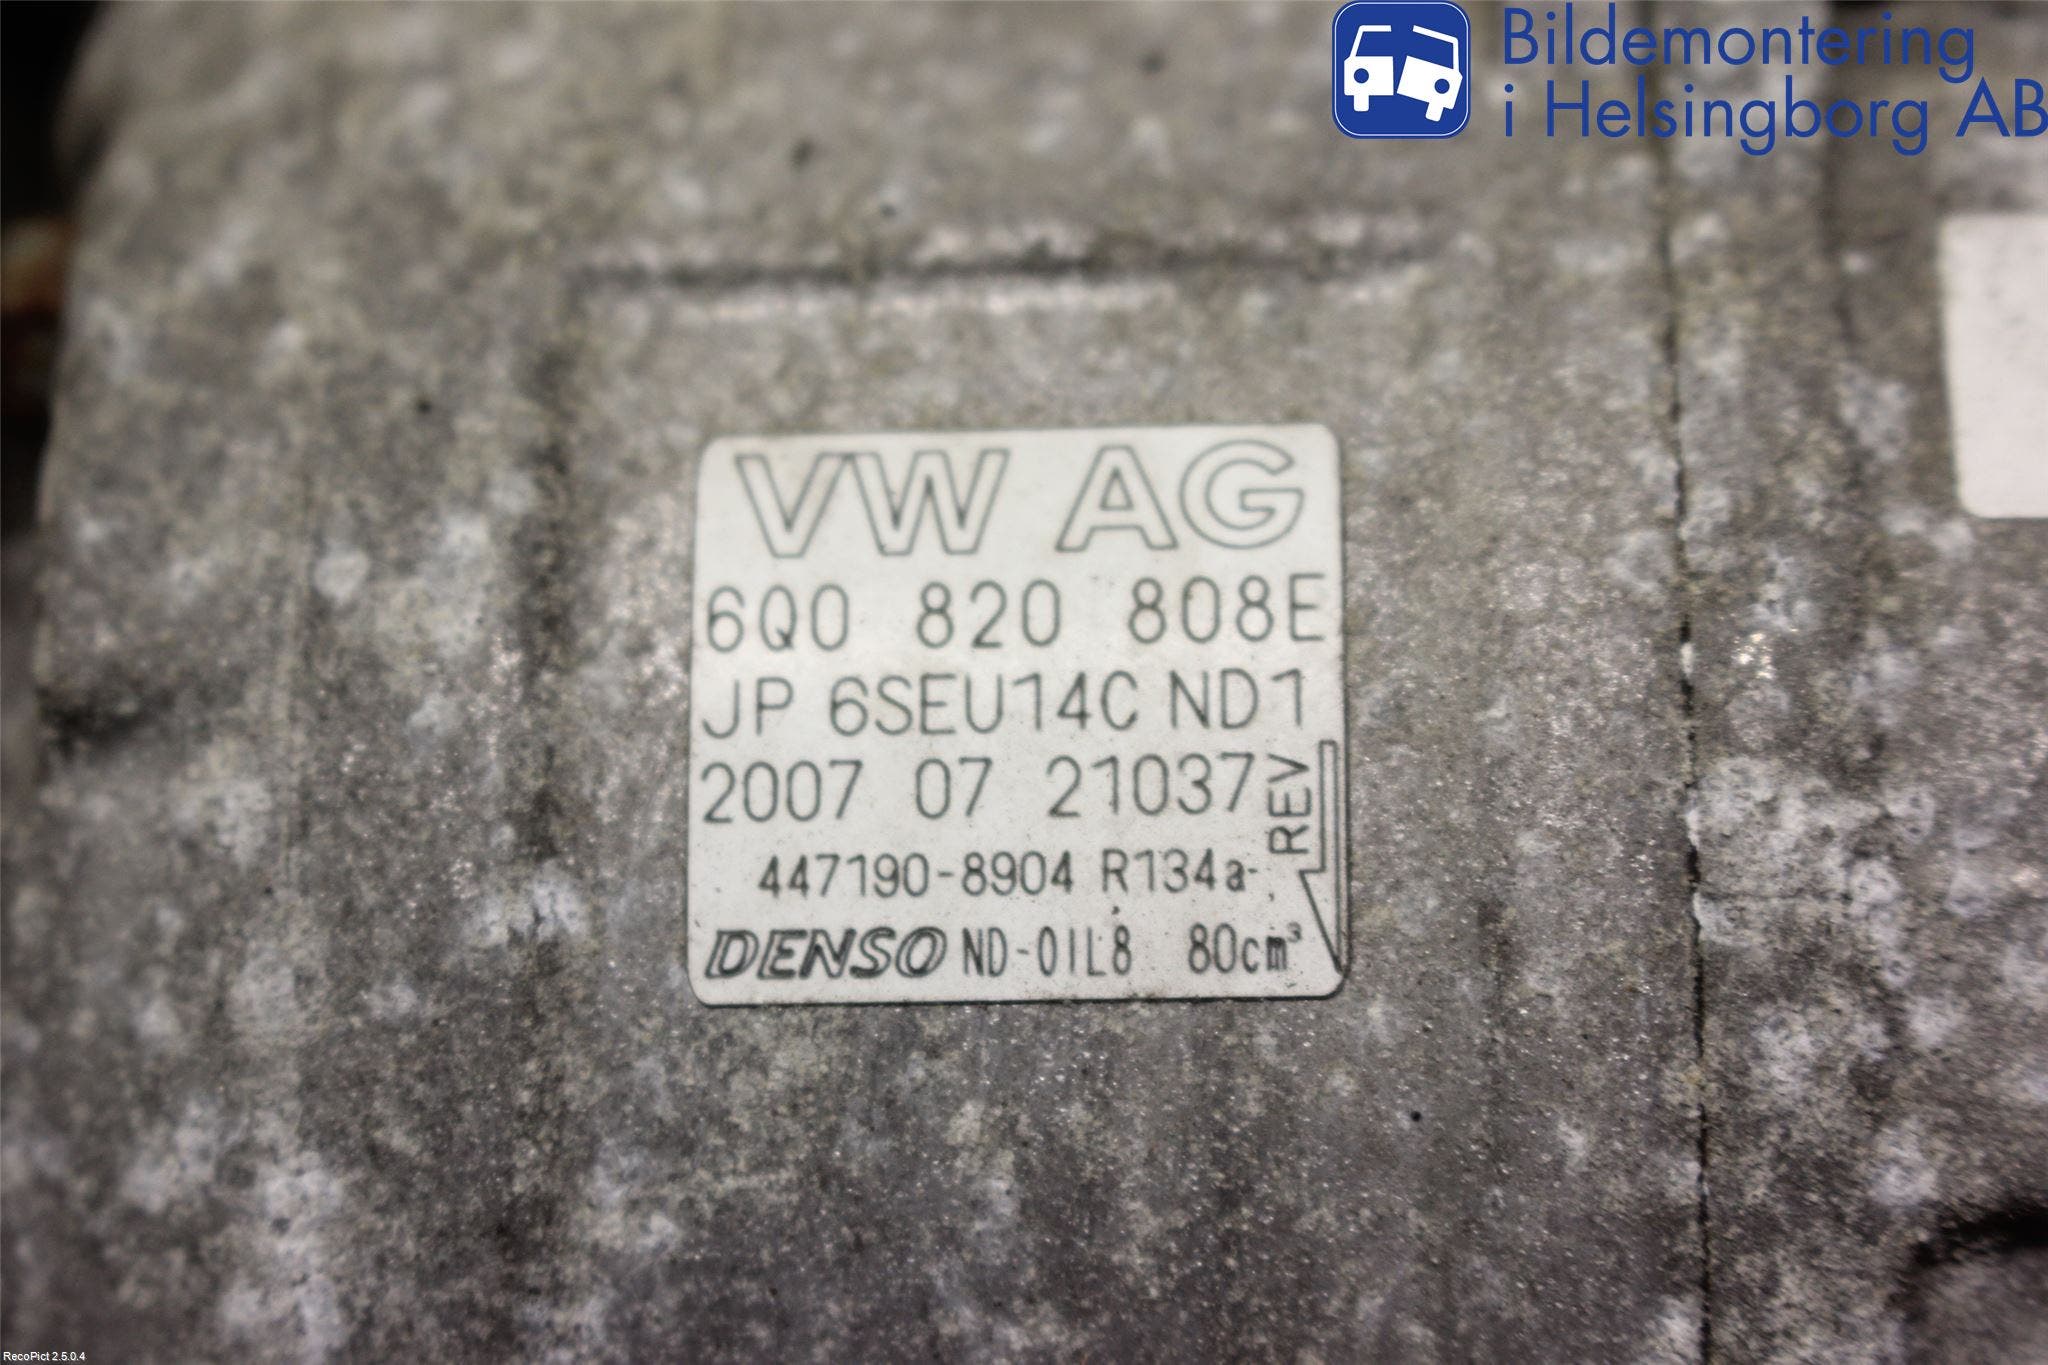 Bildemontering
i Helsingborg AB
VW AG
6Q0 820 808E
JP 6SEU14C ND1
2007 07 21037
REV
447190-8904 R134a
DENSO ND-OIL8 80cm³
RecoPict 2.5.0.4